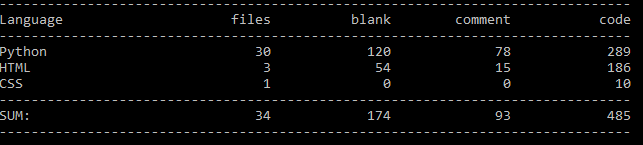 Language files blank comment code
Python 30 120 78 289
HTML 3 54 15 186
CSS 1 0 0 10
SUM: 34 174 93 485